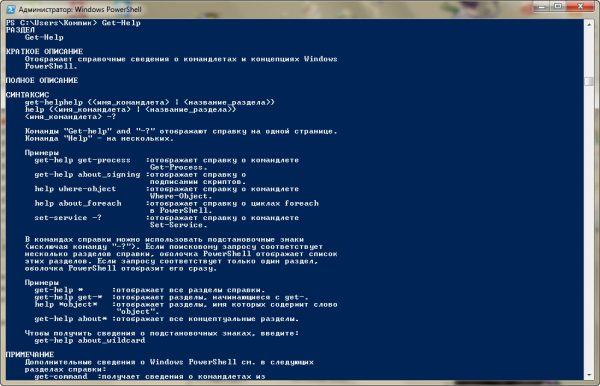 Администратор: Windows PowerShell
PS C:\Users\Компик> Get-Help
РАЗДЕЛ
Get-Help
КРАТКОЕ ОПИСАНИЕ
Отображает справочные сведения о командлетах и концепциях Windows
PowerShell.
ПОЛНОЕ ОПИСАНИЕ
СИНТАКСИС
get-helphelp {<имя_командлета> | <название_раздела>}
help {<имя_командлета> | <название_раздела>}
<имя_командлета> -?
Команды "Get-help" and "-?" отображают справку на одной странице.
Команда "Help" - на нескольких.
Примеры
get-help get-process :отображает справку о командлете
Get-Process.
get-help about_signing :отображает справку о
подписании скриптов.
help where-object :отображает справку о командлете
Where-Object.
help about_foreach :отображает справку о циклах foreach
в PowerShell.
set-service -? :отображает справку о командлете
Set-Service.
В командах справки можно использовать подстановочные знаки
(исключая команду "-?"). Если поисковому запросу соответствует
несколько разделов справки, оболочка PowerShell отображает список
этих разделов. Если запросу соответствует только один раздел,
оболочка PowerShell отобразит его сразу.
Примеры
get-help * :отображает все разделы справки.
get-help get-* :отображает разделы, начинающиеся с get-.
help *object* :отображает разделы, имя которых содержит слово
"object".
get-help about* :отображает все концептуальные разделы.
Чтобы получить сведения о подстановочных знаках, введите:
get-help about_wildcard
ПРИМЕЧАНИЕ
Дополнительные сведения о Windows PowerShell см. в следующих
разделах справки:
get-command :получает сведения о командлетах из